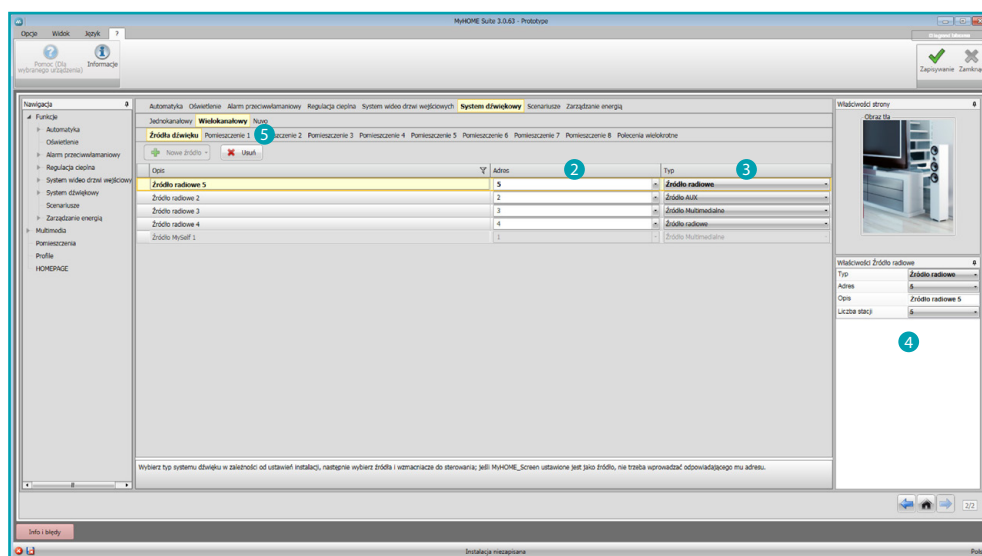 MyHOME Suite 3.0.63 - Prototype
Opcje Widok Język ?
Pomoc (Dla wybranego urządzenia)
Informacje
Zapisywanie Zamknąć
Nawigacja
Funkcje
Automatyka
Oświetlenie
Alarm przeciwwłamaniowy
Regulacja cieplna
System wideo drzwi wejściowy
System dźwiękowy
Scenariusze
Zarządzanie energią
Multimedia
Pomieszczenia
Profile
HOMEPAGE
Automatyka Oświetlenie Alarm przeciwwłamaniowy Regulacja cieplna System wideo drzwi wejściowych System dźwiękowy Scenariusze Zarządzanie energią
Jednokanałowy Wielokanałowy Nuvo
Źródła dźwięku Pomieszczenie 1 5 szczenie 2 Pomieszczenie 3 Pomieszczenie 4 Pomieszczenie 5 Pomieszczenie 6 Pomieszczenie 7 Pomieszczenie 8 Polecenia wielokrotne
Nowe źródło Usuń
Opis Adres 2 Typ 3
Źródło radiowe 5 5 Źródło radiowe
Źródło radiowe 2 2 Źródło AUX
Źródło radiowe 3 3 Źródło Multimedialne
Źródło radiowe 4 4 Źródło radiowe
Źródło MySelf 1 1 Źródło Multimedialne
Wybierz typ systemu dźwięku w zależności od ustawień instalacji, następnie wybierz źródła i wzmacniacze do sterowania; jeśli MyHOME_Screen ustawione jest jako źródło, nie trzeba wprowadzać odpowiadającego mu adresu.
Właściwości strony
Obraz tła
Właściwości Źródło radiowe
Typ Źródło radiowe
Adres 5
Opis Źródło radiowe 5
Liczba stacji 5
4
2/2
Info i błędy
Instalacja niezapisana